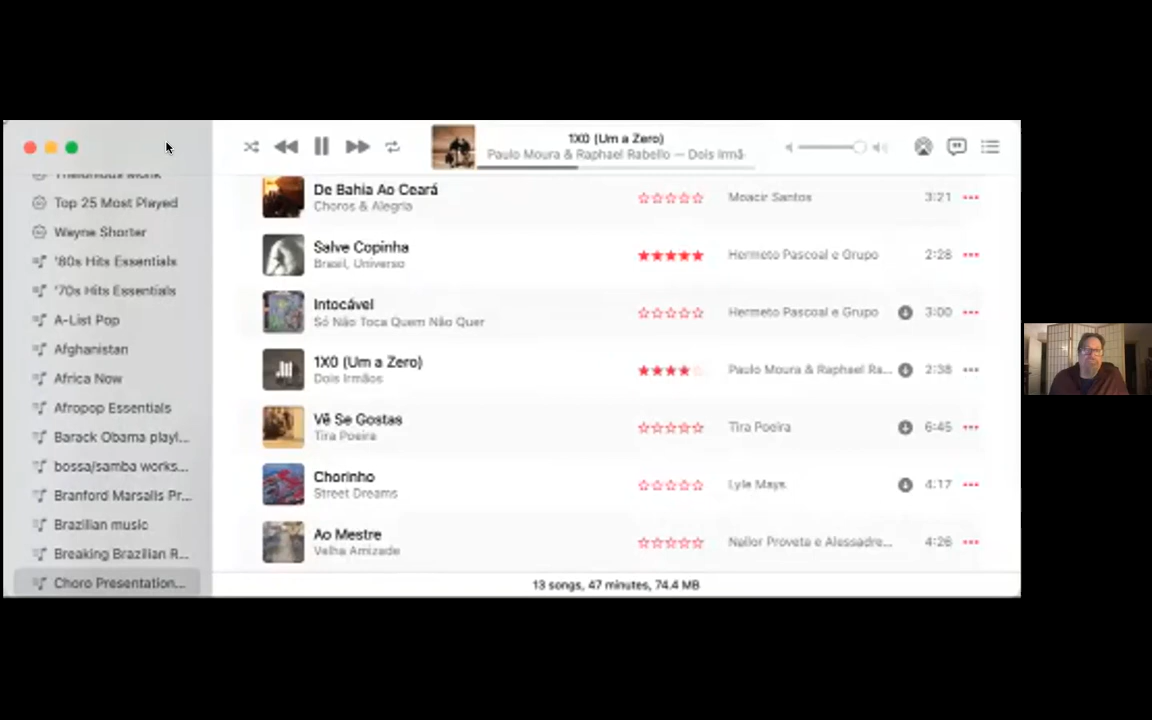 1X0 (Um a Zero)
Paulo Moura & Raphael Rabello — Dois Irmã
Thelonious Monk
Top 25 Most Played
Wayne Shorter
'80s Hits Essentials
'70s Hits Essentials
A-List Pop
Afghanistan
Africa Now
Afropop Essentials
Barack Obama playl...
bossa/samba works...
Branford Marsalis Pr...
Brazilian music
Breaking Brazilian R...
Choro Presentation...
De Bahia Ao Ceará
Choros & Alegria
Moacir Santos
3:21
Salve Copinha
Brasil, Universo
Hermeto Pascoal e Grupo
2:28
Intocável
Só Não Toca Quem Não Quer
Hermeto Pascoal e Grupo
3:00
1X0 (Um a Zero)
Dois Irmãos
Paulo Moura & Raphael Ra...
2:38
Vê Se Gostas
Tira Poeira
Tira Poeira
6:45
Chorinho
Street Dreams
Lyle Mays
4:17
Ao Mestre
Velha Amizade
Nailor Proveta e Alessadre...
4:26
13 songs, 47 minutes, 74.4 MB